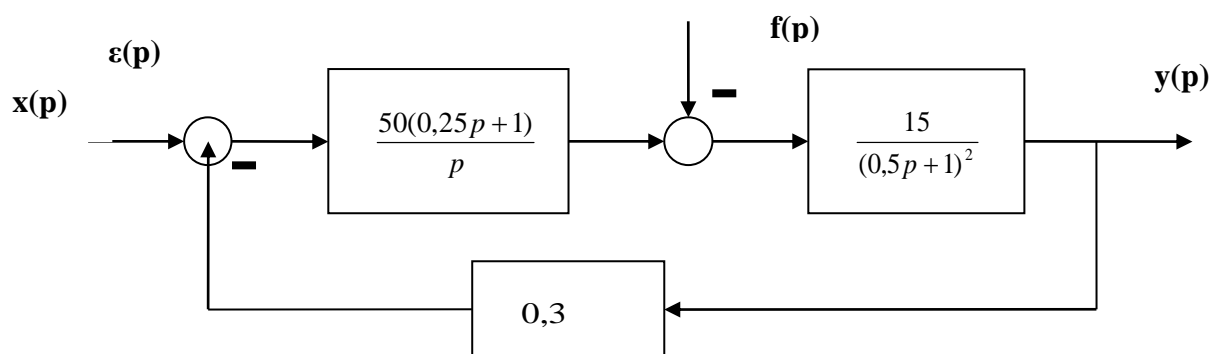 f(p)
ε(p)
x(p)
y(p)
50(0,25p+1)
p
15
(0,5p+1)²
0,3